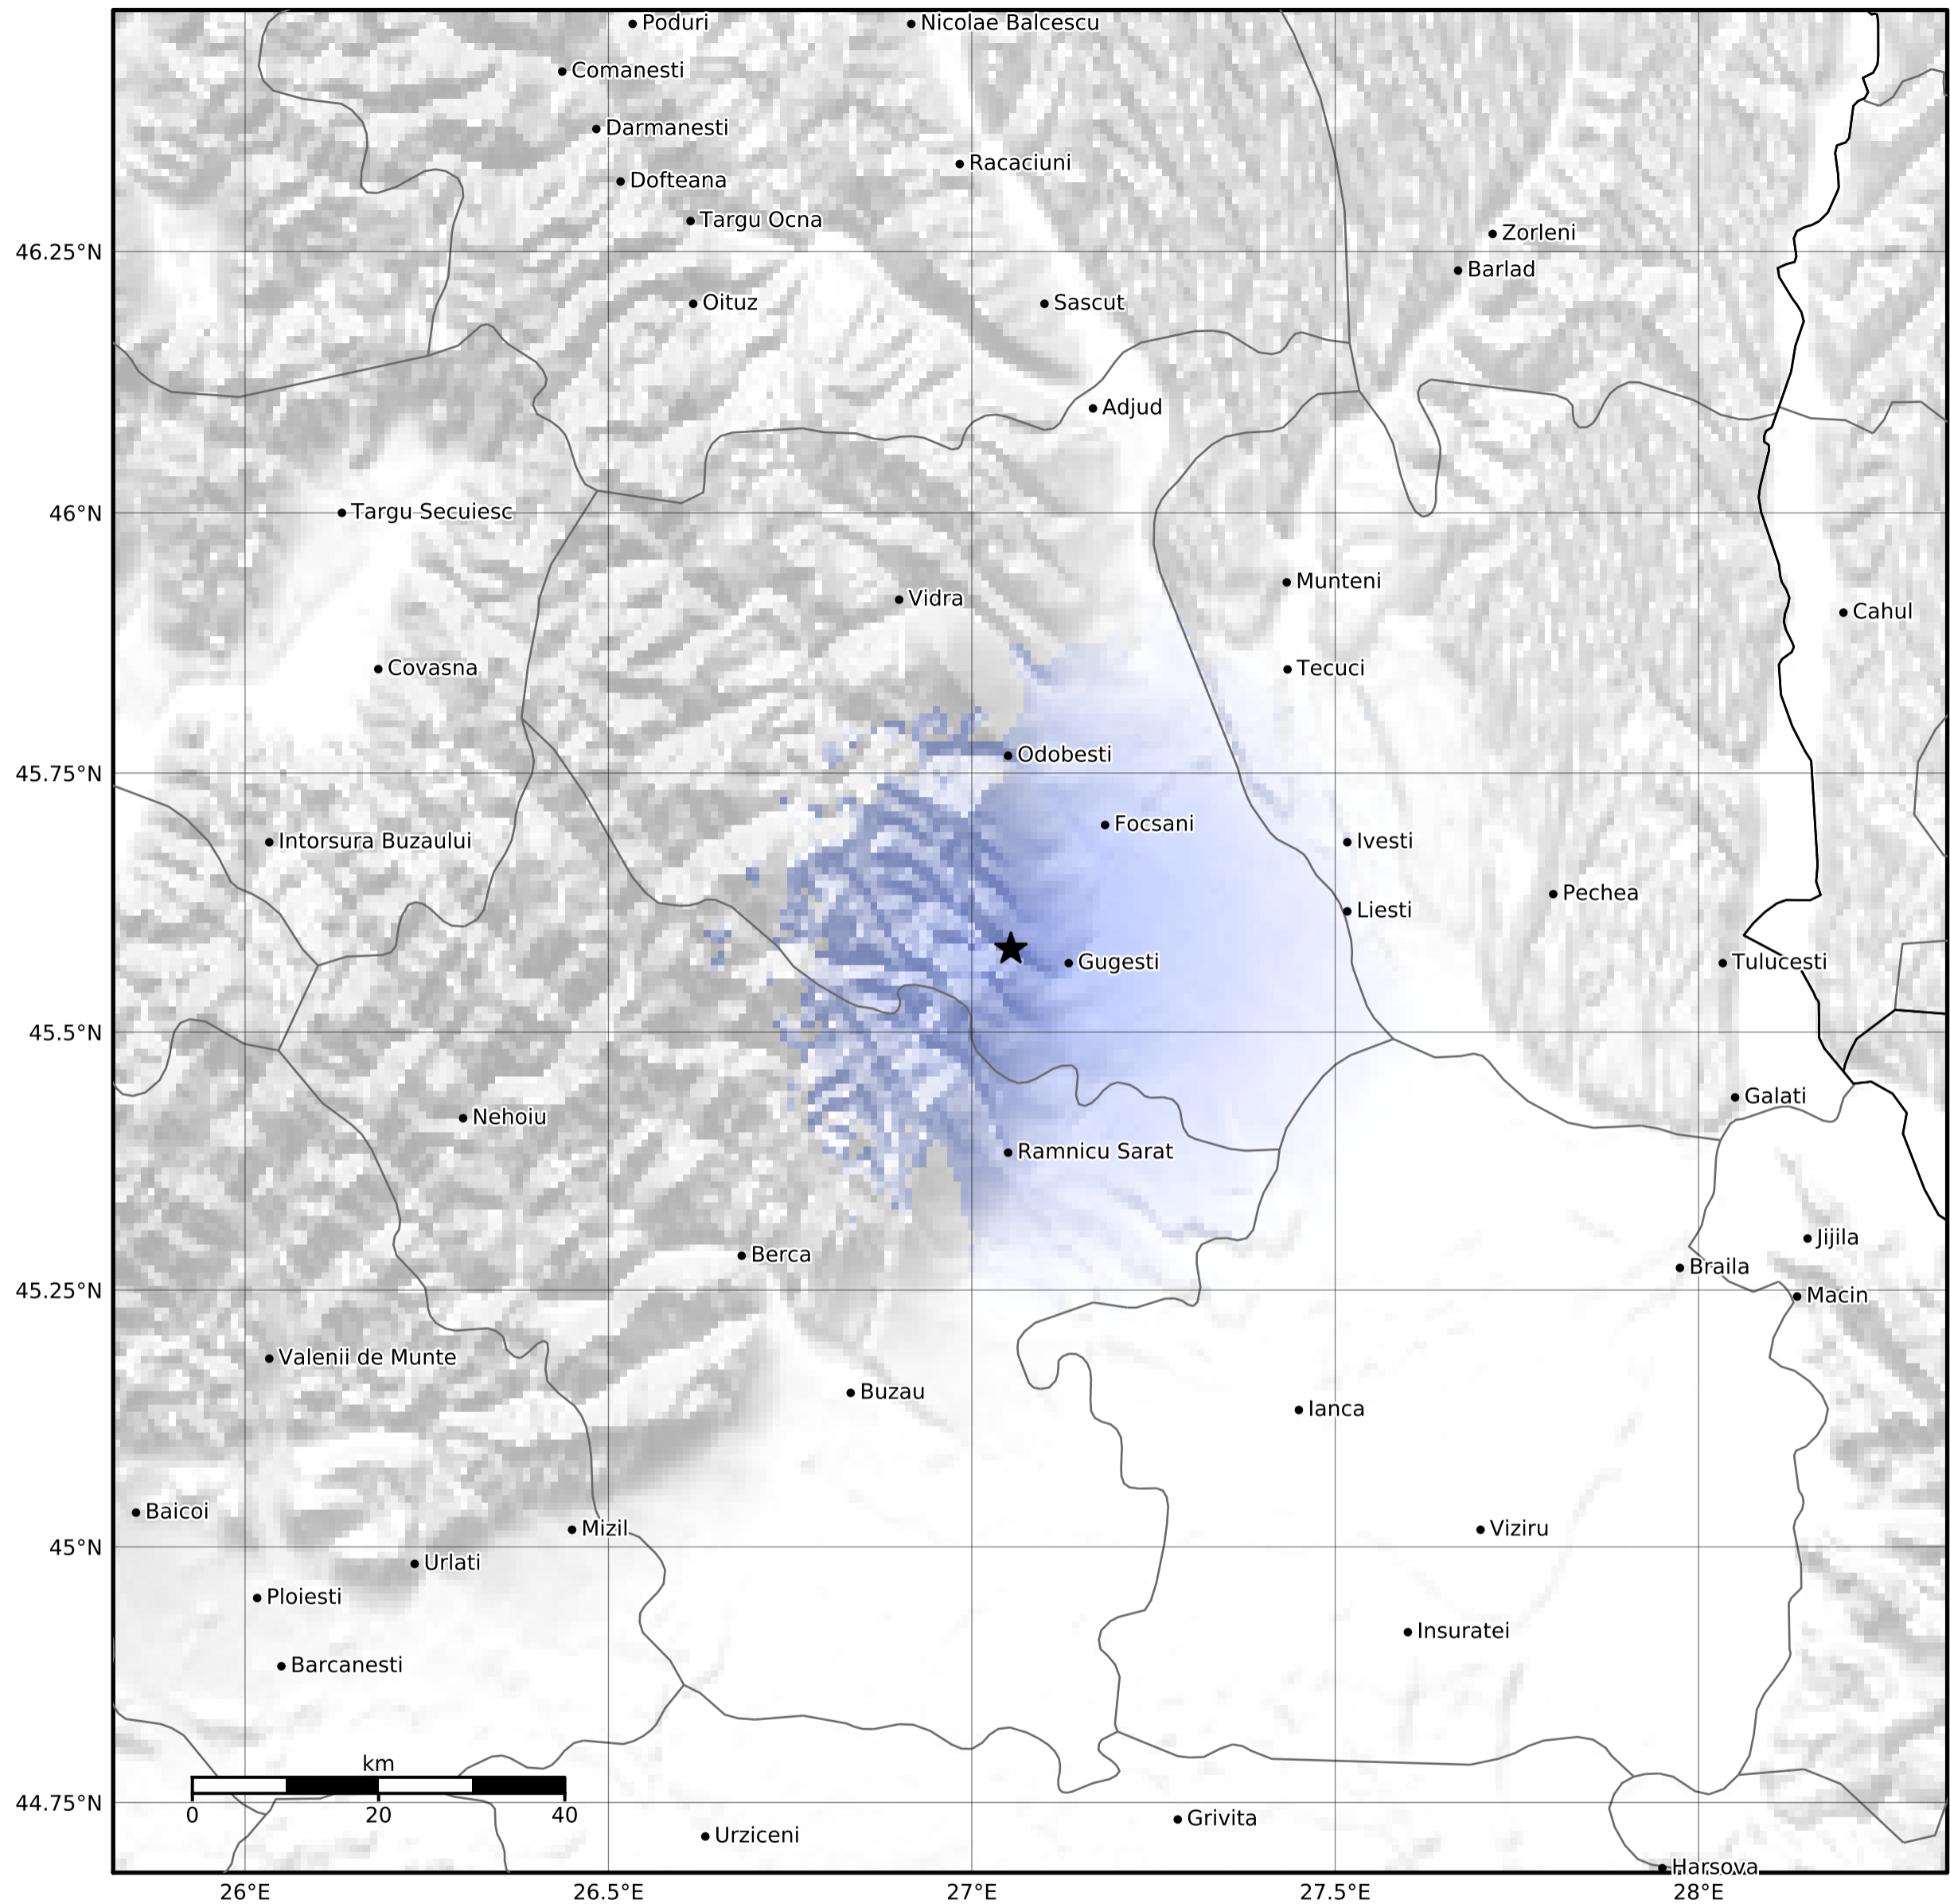 Poduri
Nicolae Balcescu
Comanesti
Darmanesti
Racaciuni
Dofteana
Targu Ocna
Zorleni
46.25°N
Barlad
Oituz
Sascut
Adjud
46°N
Targu Secuiesc
Munteni
Vidra
Cahul
Covasna
Tecuci
Odobesti
45.75°N
Focsani
Intorsura Buzaului
Ivesti
Pechea
Liesti
Gugesti
Tulucesti
45.5°N
Galati
Nehoiu
Ramnicu Sarat
Jijila
Berca
Braila
45.25°N
Macin
Valenii de Munte
Buzau
Ianca
Baicoi
Mizil
Viziru
45°N
Urlati
Ploiesti
Insuratei
Barcanesti
km
44.75°N
0 20 40
Grivita
Urziceni
Harsova
26°E 26.5°E 27°E 27.5°E 28°E